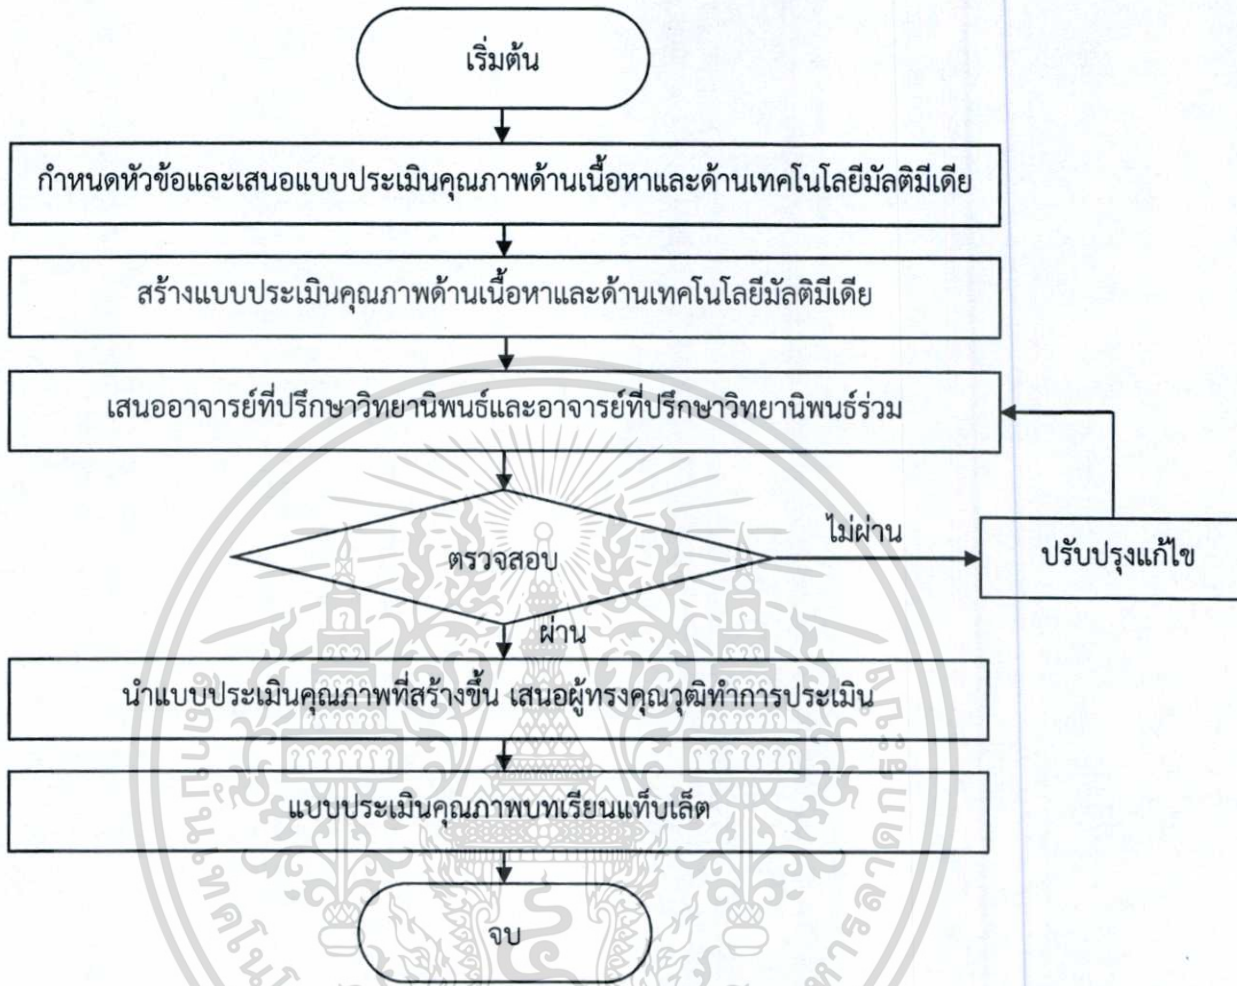 เริ่มต้น
กำหนดหัวข้อและเสนอแบบประเมินคุณภาพด้านเนื้อหาและด้านเทคโนโลยีมัลติมีเดีย
สร้างแบบประเมินคุณภาพด้านเนื้อหาและด้านเทคโนโลยีมัลติมีเดีย
เสนออาจารย์ที่ปรึกษาวิทยานิพนธ์และอาจารย์ที่ปรึกษาวิทยานิพนธ์ร่วม
ตรวจสอบ
ไม่ผ่าน
ปรับปรุงแก้ไข
ผ่าน
นำแบบประเมินคุณภาพที่สร้างขึ้น เสนอผู้ทรงคุณวุฒิทำการประเมิน
แบบประเมินคุณภาพบทเรียนแท็บเล็ต
จบ